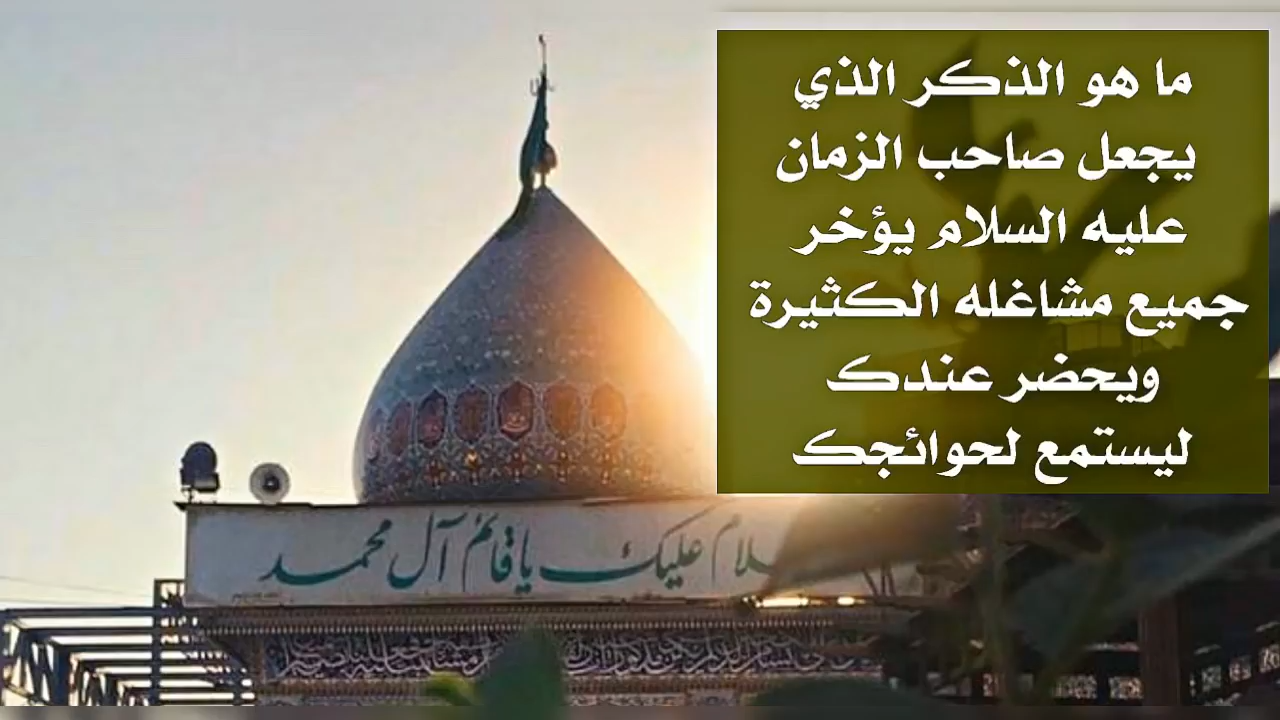 ما هو الذكر الذي
يجعل صاحب الزمان
عليه السلام يؤخر
جميع مشاغله الكثيرة
ويحضر عندك
ليستمع لحوائجك
عليك يا قائم آل محمد